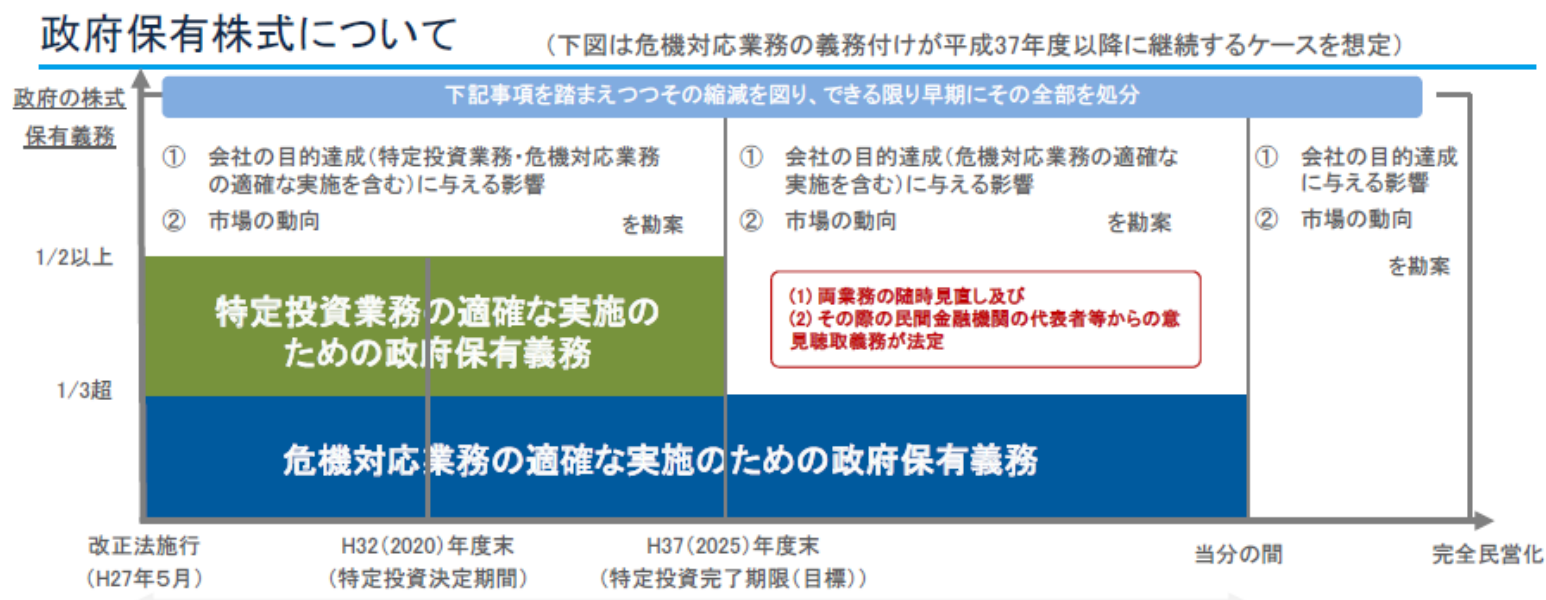 政府保有株式について
(下図は危機対応業務の義務付けが平成37年度以降に継続するケースを想定)
政府の株式
保有義務
下記事項を踏まえつつその縮減を図り、できる限り早期にその全部を処分
① 会社の目的達成(特定投資業務・危機対応業務
の適確な実施を含む)に与える影響
② 市場の動向
を勘案
① 会社の目的達成(危機対応業務の適確な
実施を含む)に与える影響
② 市場の動向
を勘案
① 会社の目的達成
に与える影響
② 市場の動向
を勘案
1/2以上
特定投資業務の適確な実施の
ための政府保有義務
(1) 両業務の随時見直し及び
(2) その際の民間金融機関の代表者等からの意
見聴取義務が法定
1/3超
危機対応業務の適確な実施のための政府保有義務
改正法施行
(H27年5月)
H32(2020)年度末
(特定投資決定期間)
H37(2025)年度末
(特定投資完了期限(目標))
当分の間
完全民営化